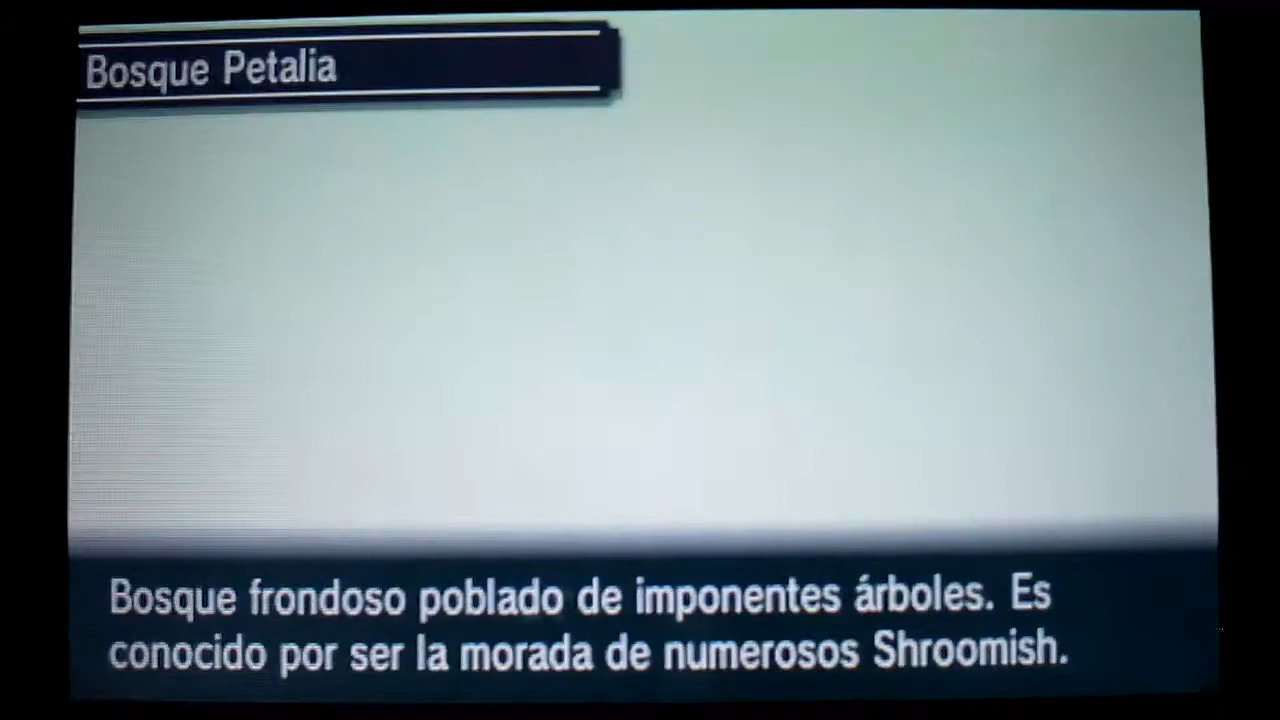 Bosque Petalia
Bosque frondoso poblado de imponentes árboles. Es
conocido por ser la morada de numerosos Shroomish.